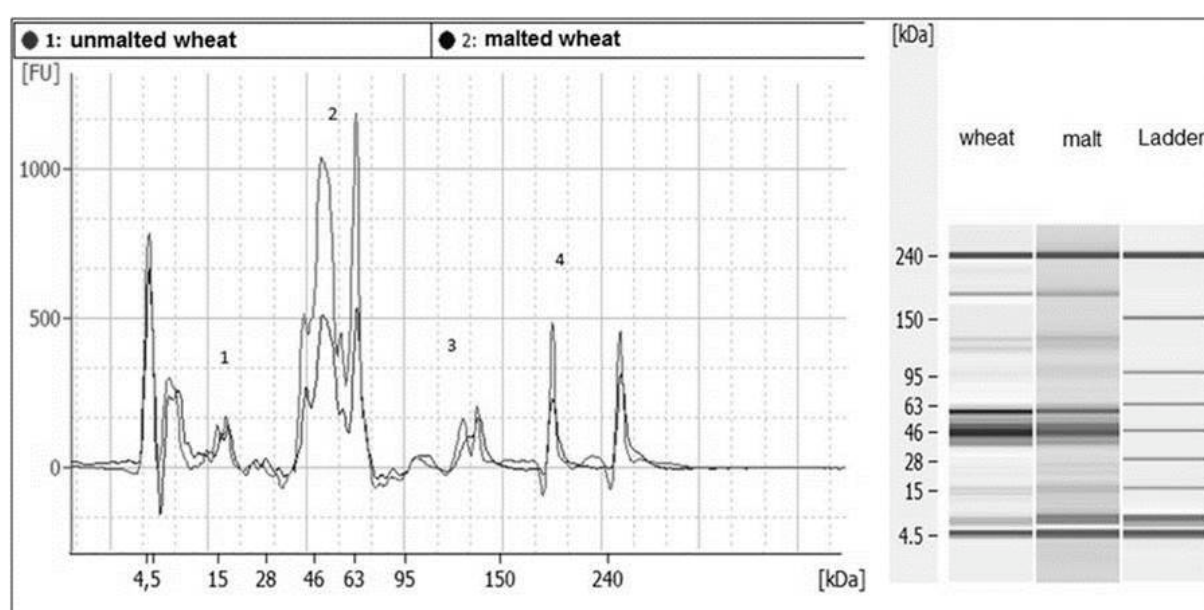 1: unmalted wheat
2: malted wheat
[FU]
1000
500
0
1
2
3
4
4,5 15 28 46 63 95 150 240 [kDa]
[kDa]
wheat malt Ladder
240
150
95
63
46
28
15
4.5